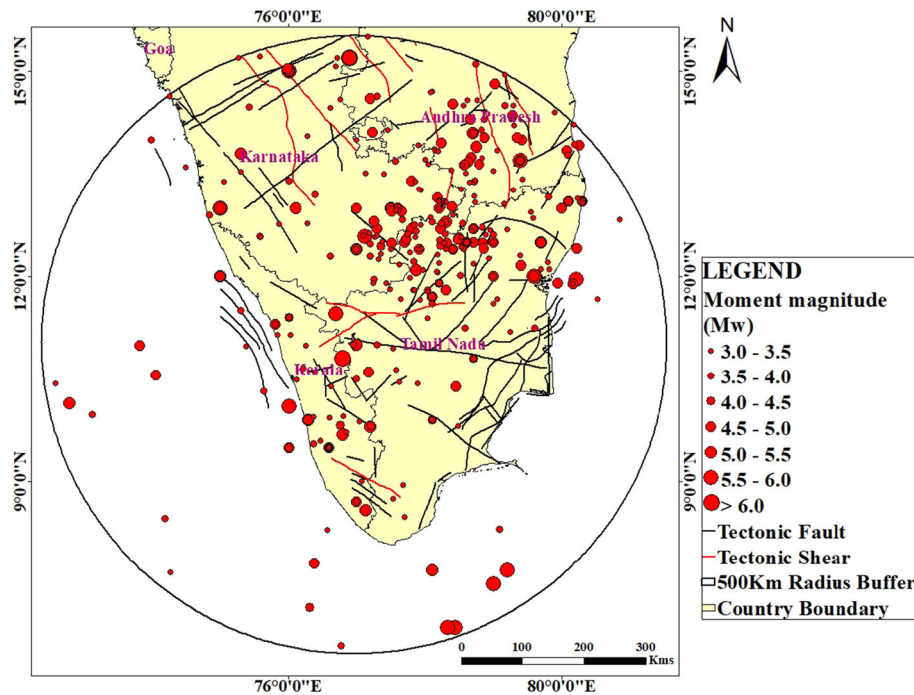 76°0'0"E
80°0'0"E
N
Goa
15°0'0"N
15°0'0"N
Andhra Pradesh
Karnataka
12°0'0"N
12°0'0"N
LEGEND
Moment magnitude
(Mw)
3.0 - 3.5
3.5 - 4.0
4.0 - 4.5
4.5 - 5.0
5.0 - 5.5
5.5 - 6.0
> 6.0
Tectonic Fault
Tectonic Shear
500Km Radius Buffer
Country Boundary
Tamil Nadu
Kerala
9°0'0"N
9°0'0"N
0 100 200 300
Kms
76°0'0"E
80°0'0"E